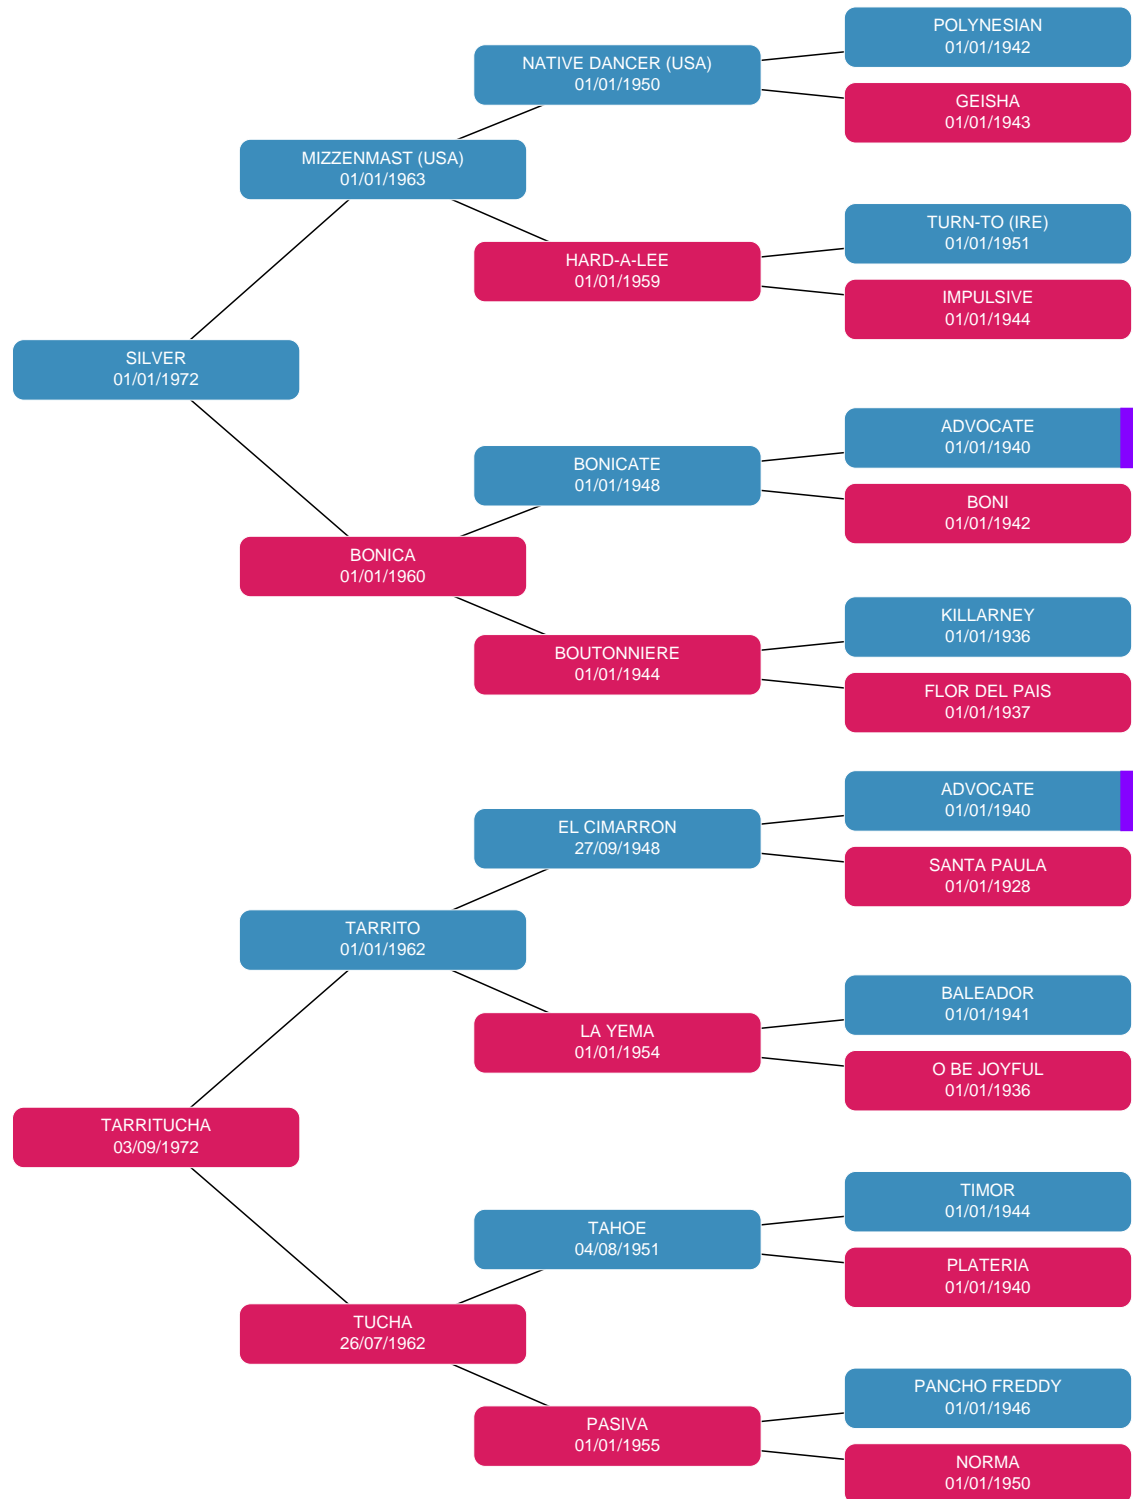 POLYNESIAN
01/01/1942
NATIVE DANCER (USA)
01/01/1950
GEISHA
01/01/1943
MIZZENMAST (USA)
01/01/1963
TURN-TO (IRE)
01/01/1951
HARD-A-LEE
01/01/1959
IMPULSIVE
01/01/1944
SILVER
01/01/1972
ADVOCATE
01/01/1940
BONICATE
01/01/1948
BONI
01/01/1942
BONICA
01/01/1960
KILLARNEY
01/01/1936
BOUTONNIERE
01/01/1944
FLOR DEL PAIS
01/01/1937
ADVOCATE
01/01/1940
EL CIMARRON
27/09/1948
SANTA PAULA
01/01/1928
TARRITO
01/01/1962
BALEADOR
01/01/1941
LA YEMA
01/01/1954
O BE JOYFUL
01/01/1936
TARRITUCHA
03/09/1972
TIMOR
01/01/1944
TAHOE
04/08/1951
PLATERIA
01/01/1940
TUCHA
26/07/1962
PANCHO FREDDY
01/01/1946
PASIVA
01/01/1955
NORMA
01/01/1950